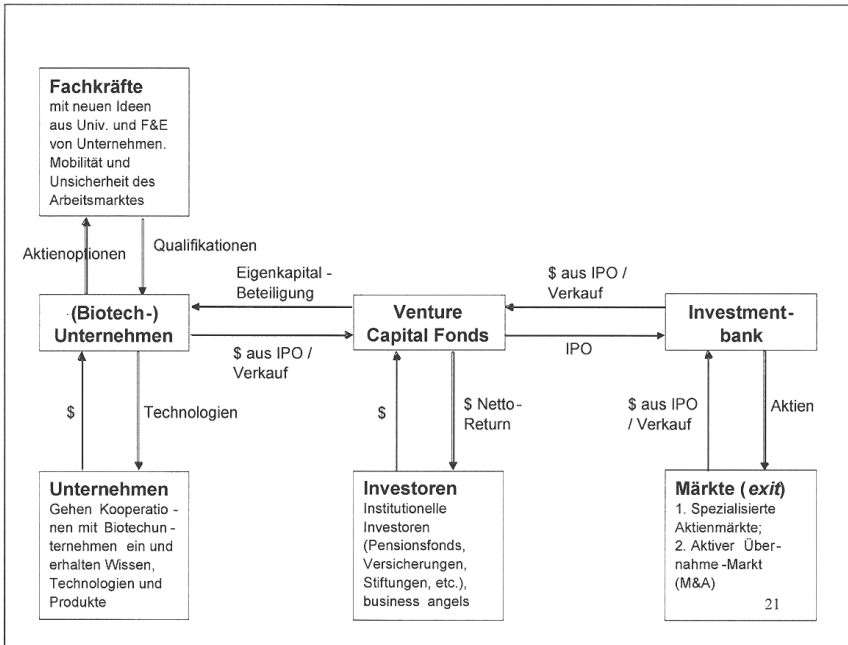 Fachkräfte
mit neuen Ideen
aus Univ. und F&E
von Unternehmen.
Mobilität und
Unsicherheit des
Arbeitsmarktes
Aktienoptionen
Qualifikationen
Eigenkapital -
Beteiligung
$ aus IPO /
Verkauf
(Biotech-)
Unternehmen
Venture
Capital Fonds
Investment-
bank
$ aus IPO /
Verkauf
IPO
$
Technologien
$
$ Netto-
Return
$ aus IPO
/ Verkauf
Aktien
Unternehmen
Gehen Kooperatio -
nen mit Biotechun -
ternehmen ein und
erhalten Wissen,
Technologien und
Produkte
Investoren
Institutionelle
Investoren
(Pensionsfonds,
Versicherungen,
Stiftungen, etc.),
business angels
Märkte (exit)
1. Spezialisierte
Aktienmärkte;
2. Aktiver Über-
nahme -Markt
(M&A)
21